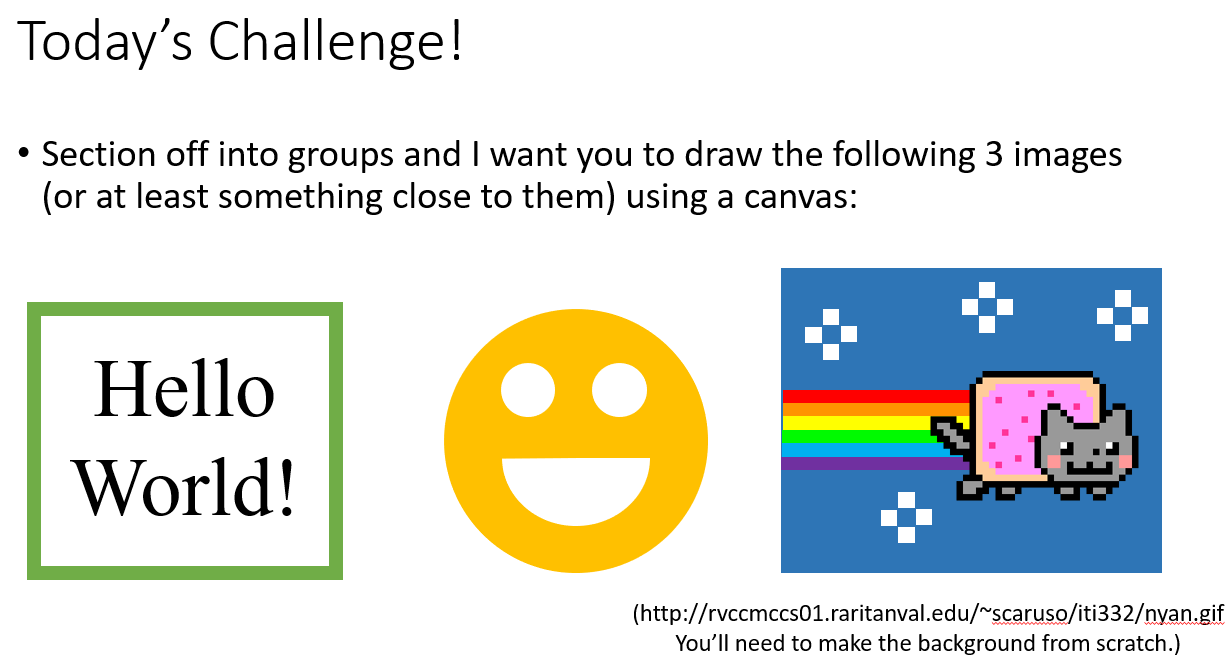 Today’s Challenge!
• Section off into groups and I want you to draw the following 3 images
(or at least something close to them) using a canvas:
Hello
World!
(http://rvccmccs01.raritanval.edu/~scaruso/iti332/nyan.gif
You’ll need to make the background from scratch.)